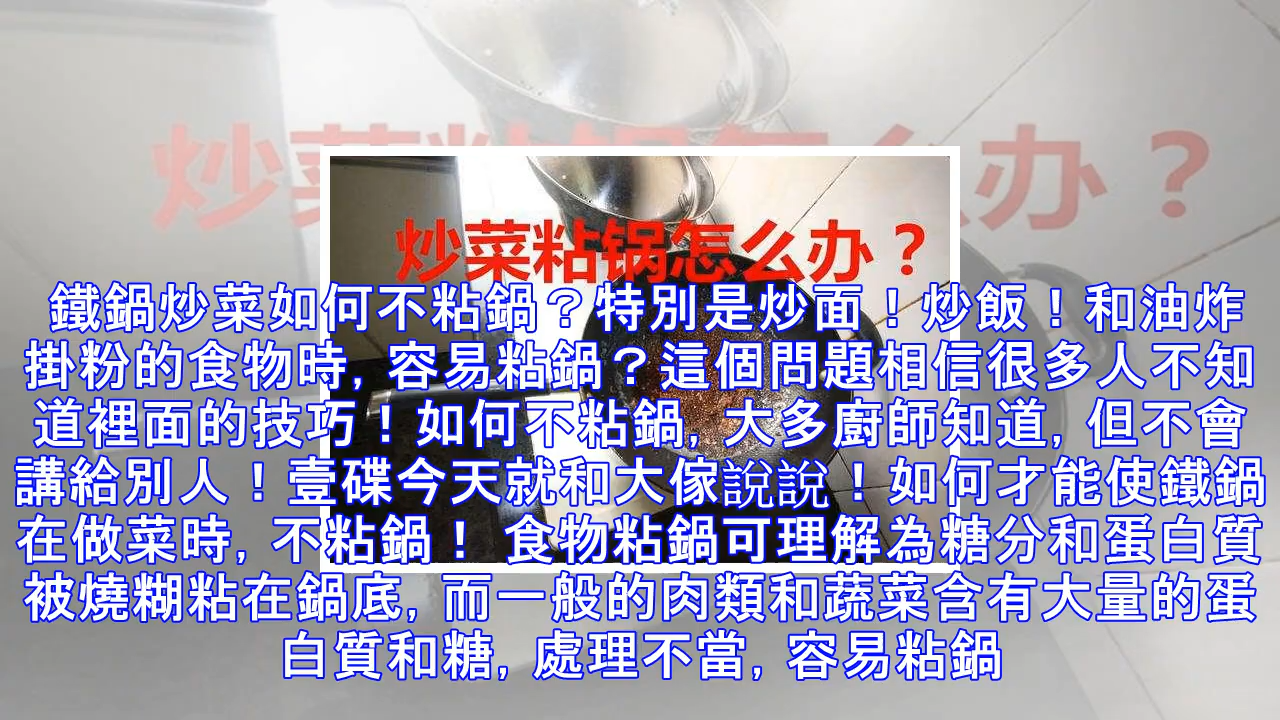 炒菜粘锅怎么办？
炒菜粘锅怎么办？
鐵鍋炒菜如何不粘鍋？特別是炒面！炒飯！和油炸
掛粉的食物時, 容易粘鍋？這個問題相信很多人不知
道裡面的技巧！如何不粘鍋, 大多廚師知道, 但不會
講給別人！壹碟今天就和大傢說說！如何才能使鐵鍋
在做菜時, 不粘鍋！ 食物粘鍋可理解為糖分和蛋白質
被燒糊粘在鍋底, 而一般的肉類和蔬菜含有大量的蛋
白質和糖, 處理不當, 容易粘鍋